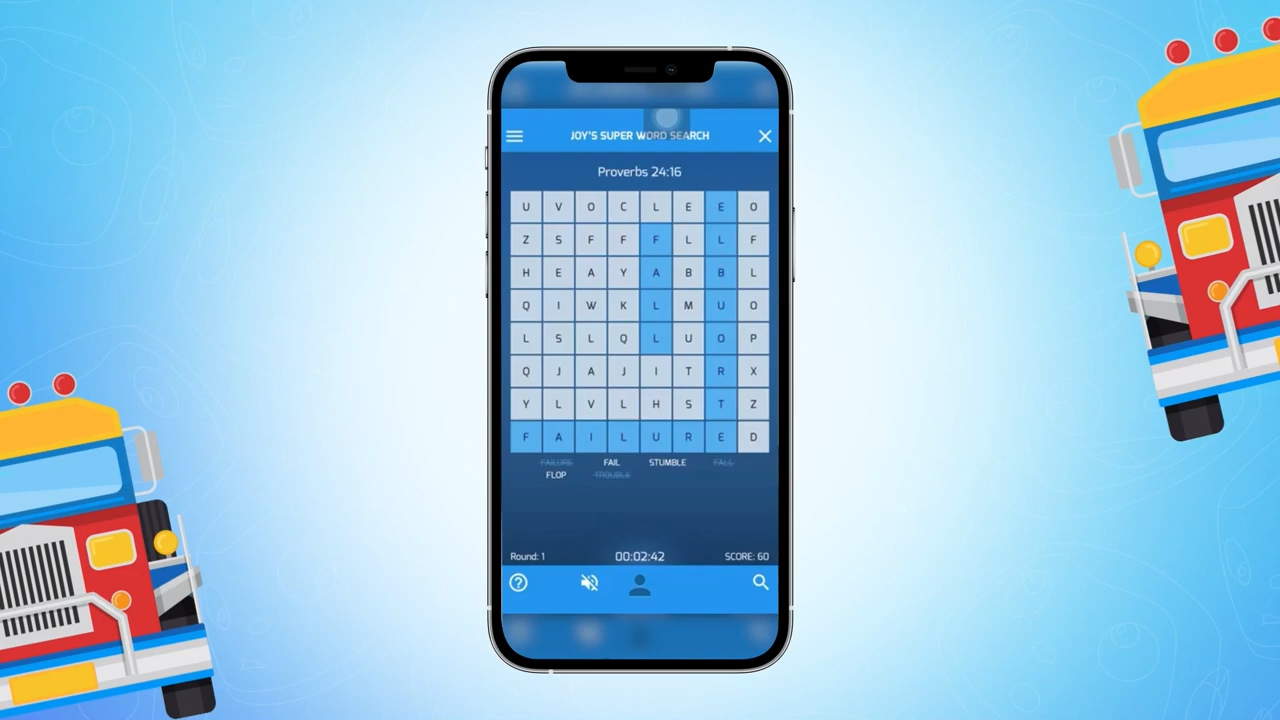 JOY'S SUPER WORD SEARCH
Proverbs 24:16
U V O C L E E O
Z S F F F L L F
H E A Y A B B L
Q I W K L M U O
L S L Q L U O P
Q J A J I T R X
Y L V L H S T Z
F A I L U R E D
FAILURE FAIL STUMBLE FALL
FLOP TROUBLE
Round: 1 00:02:42 SCORE: 60